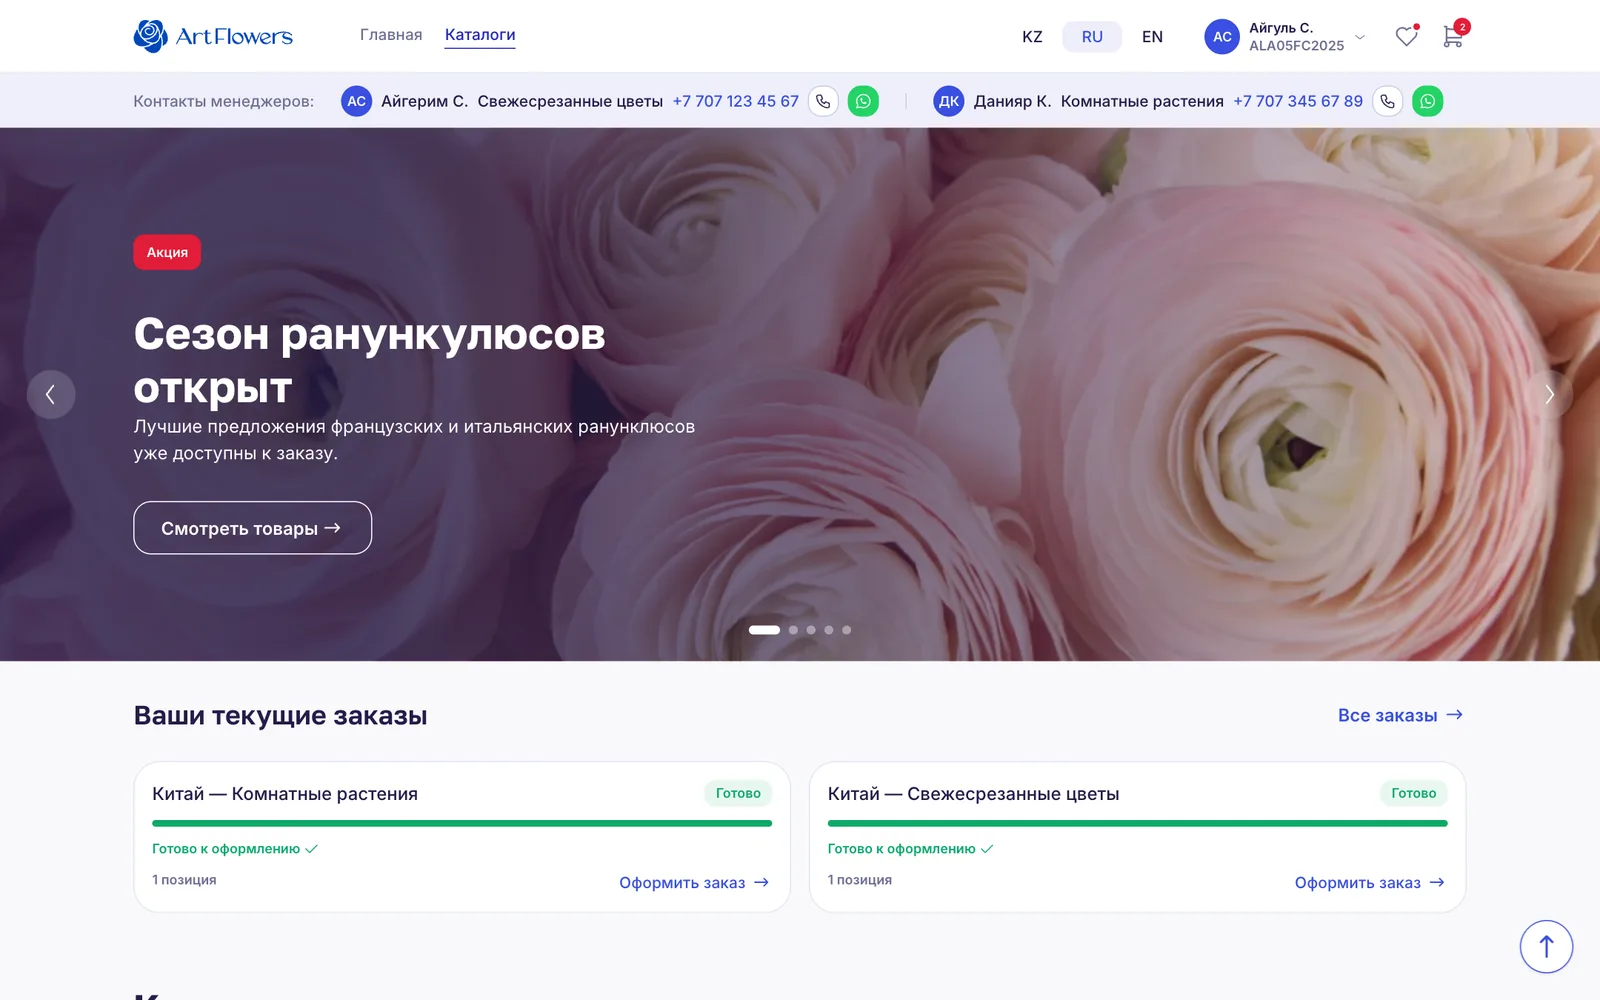 ArtFlowers
Главная
Каталоги
KZ
RU
EN
АС
Айгуль С.
ALA05FC2025
2
Контакты менеджеров:
АС
Айгерим С. Свежесрезанные цветы +7 707 123 45 67
ДК
Данияр К. Комнатные растения +7 707 345 67 89
Акция
Сезон ранункулюсов
открыт
Лучшие предложения французских и итальянских ранунклюсов
уже доступны к заказу.
Смотреть товары →
Ваши текущие заказы
Все заказы →
Китай — Комнатные растения
Готово
Готово к оформлению ✓
1 позиция
Оформить заказ →
Китай — Свежесрезанные цветы
Готово
Готово к оформлению ✓
1 позиция
Оформить заказ →